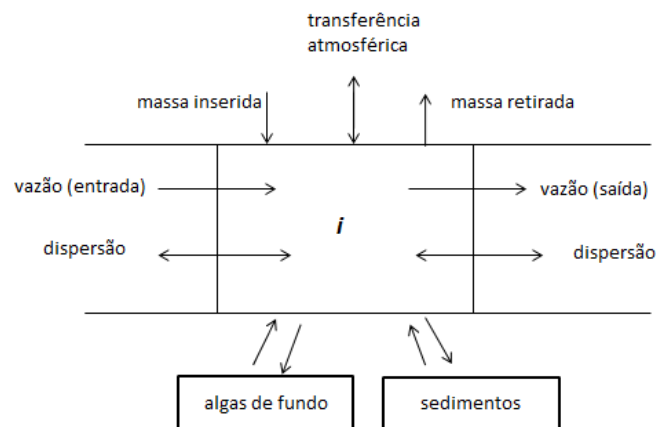 transferência
atmosférica
massa inserida
massa retirada
vazão (entrada)
vazão (saída)
i
dispersão
dispersão
algas de fundo
sedimentos